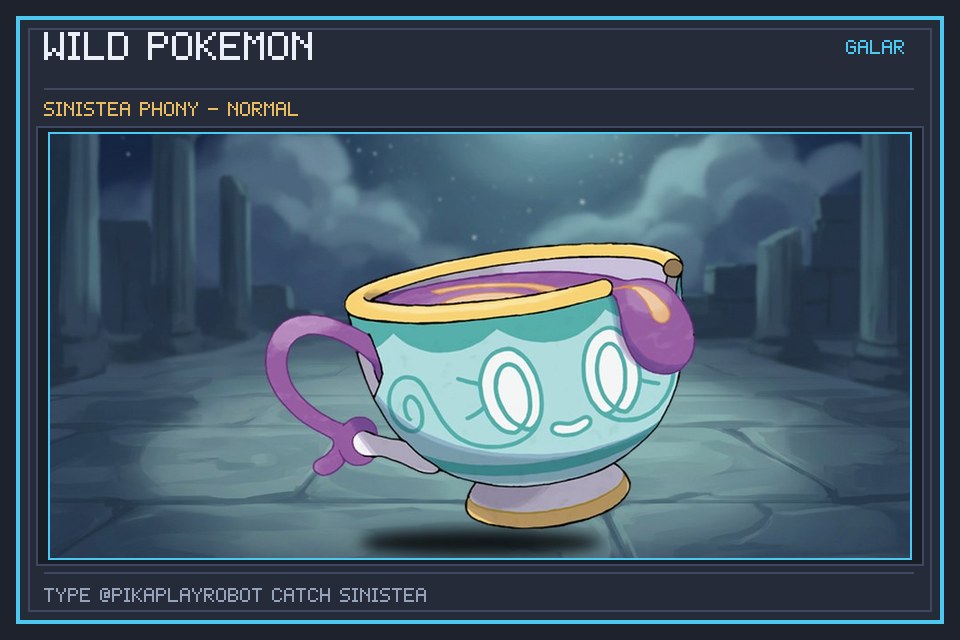 WILD POKEMON
GALAR
SINISTEA PHONY - NORMAL
TYPE @PIKAPLAYROBOT CATCH SINISTEA